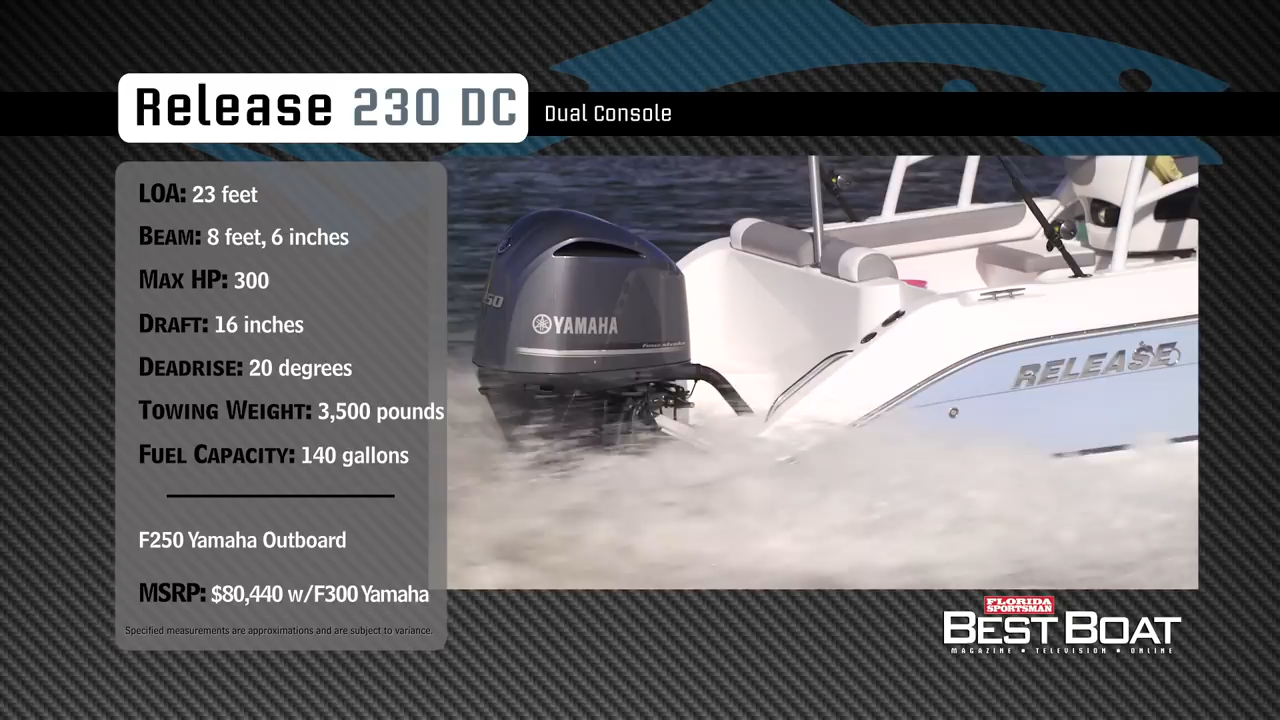 Release 230 DC
Dual Console
LOA: 23 feet
BEAM: 8 feet, 6 inches
MAX HP: 300
DRAFT: 16 inches
DEADRISE: 20 degrees
TOWING WEIGHT: 3,500 pounds
FUEL CAPACITY: 140 gallons
F250 Yamaha Outboard
MSRP: $80,440 w/F300 Yamaha
Specified measurements are approximations and are subject to variance.
50
YAMAHA
RELEASE
FLORIDA
SPORTSMAN
BEST BOAT
MAGAZINE • TELEVISION • ONLINE